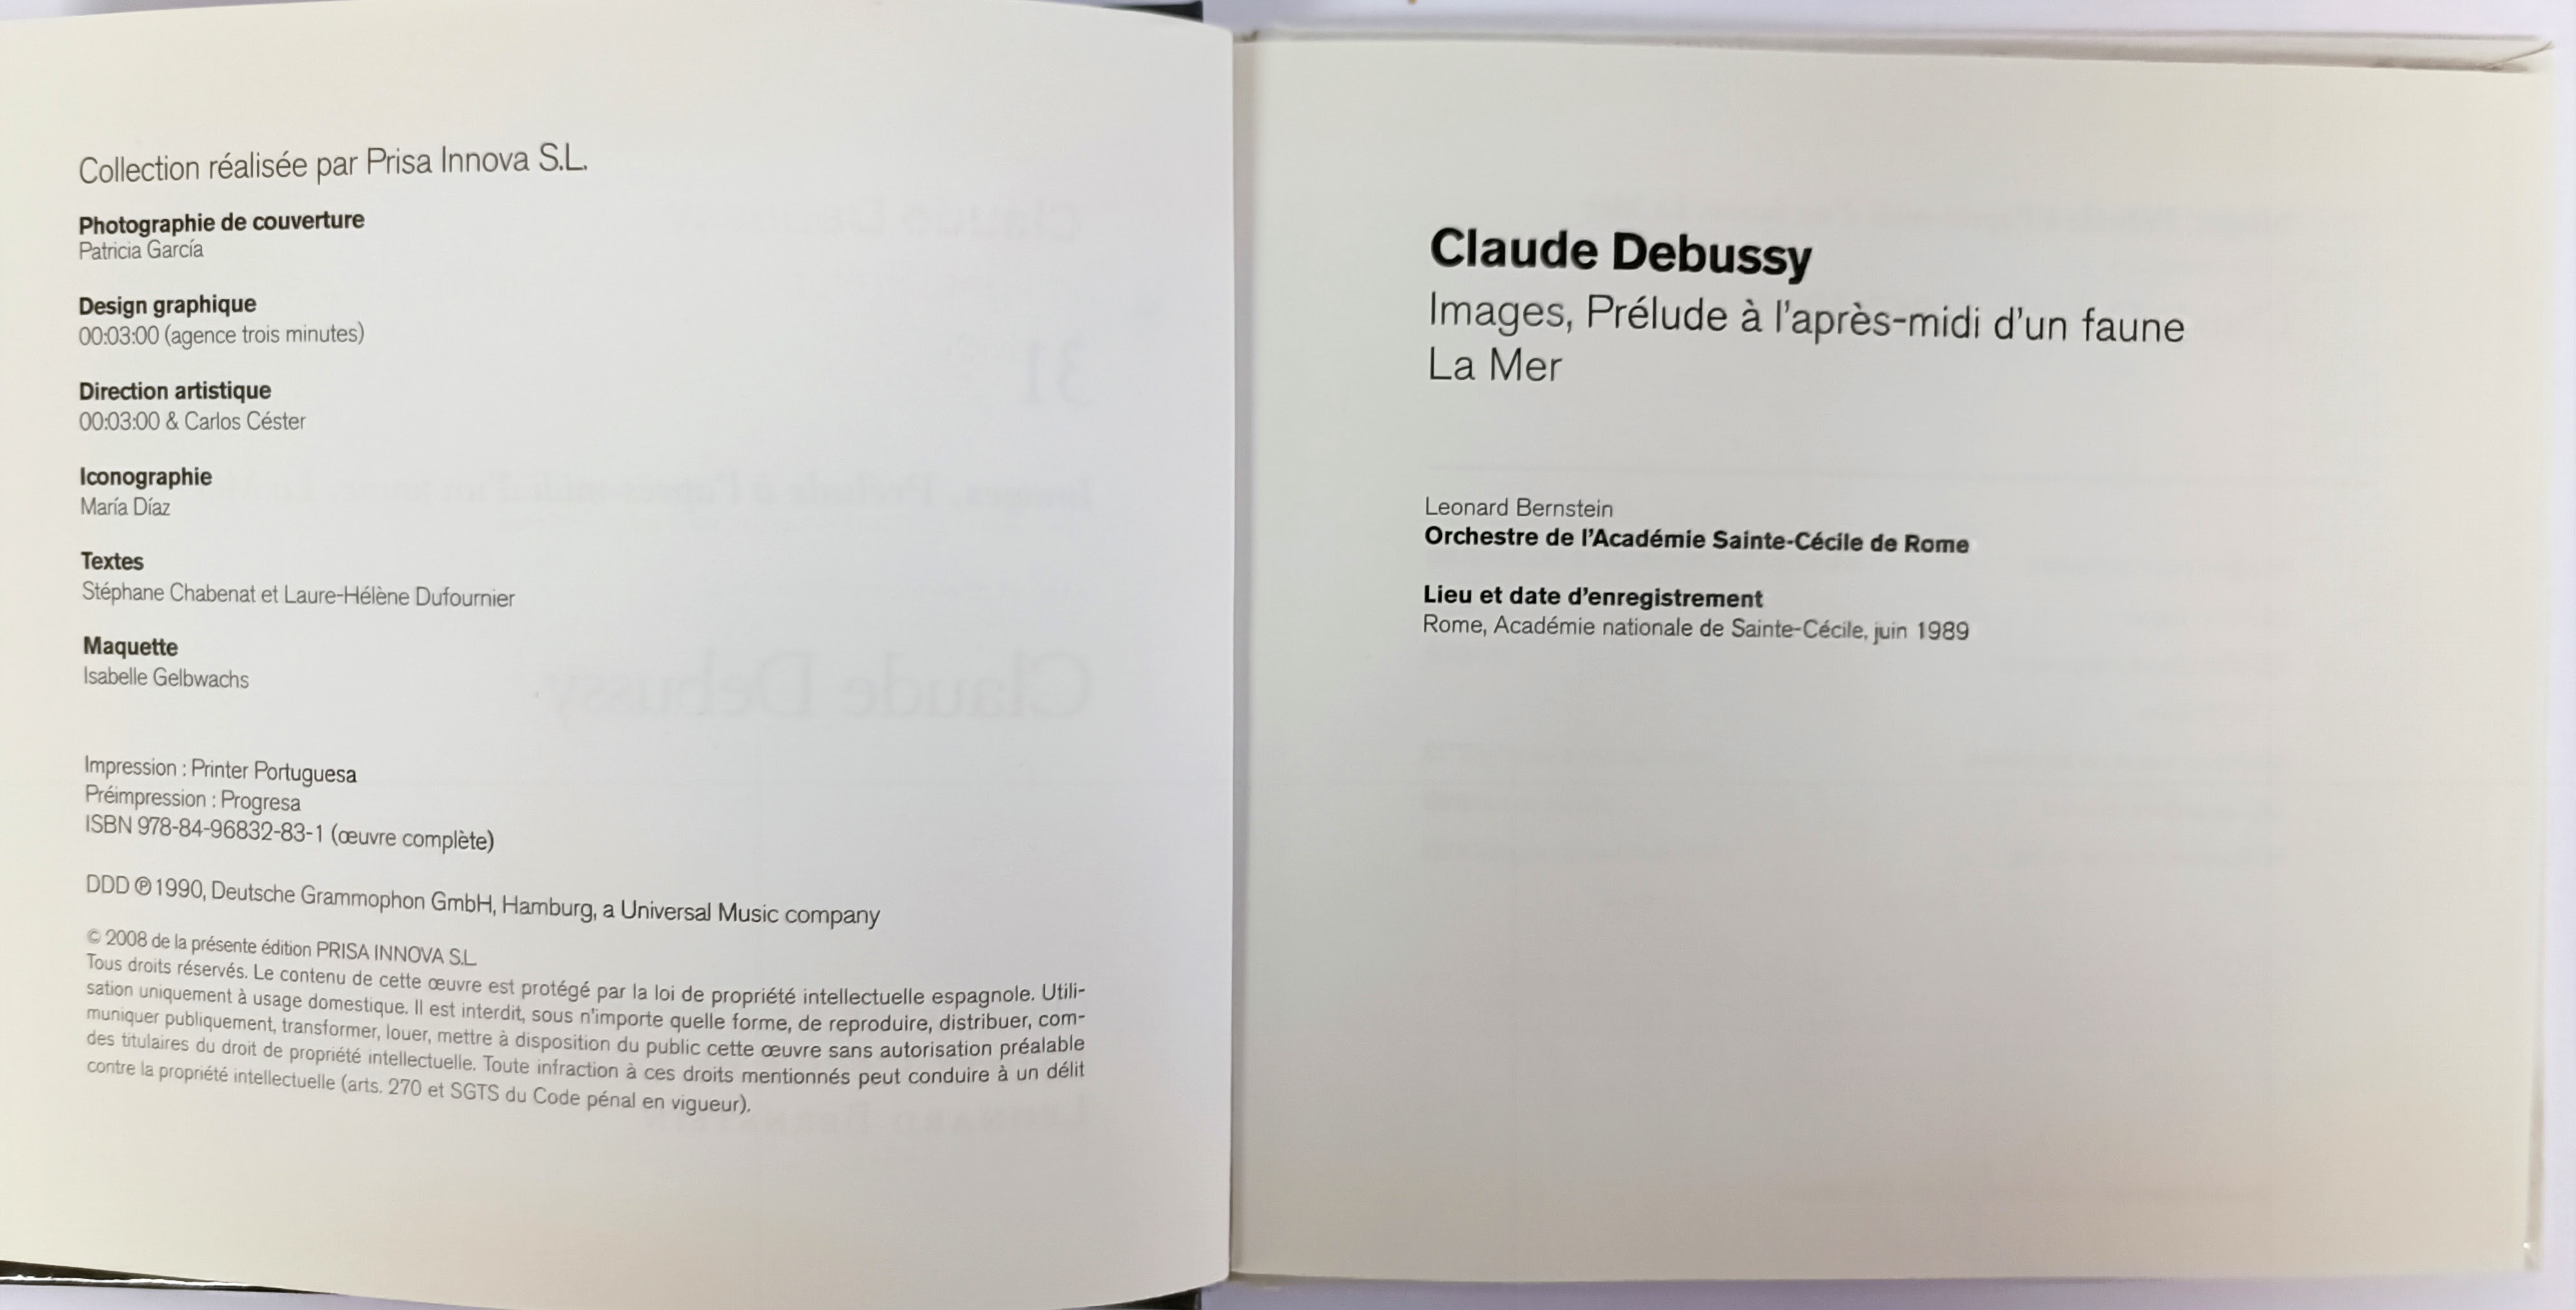 Collection réalisée par Prisa Innova S.L.
Photographie de couverture
Patricia García
Design graphique
00:03:00 (agence trois minutes)
Direction artistique
00:03:00 & Carlos Céster
Iconographie
María Díaz
Textes
Stéphane Chabenat et Laure-Hélène Dufournier
Maquette
Isabelle Gelbwachs
Impression : Printer Portuguesa
Préimpression : Progresa
ISBN 978-84-96832-83-1 (œuvre complète)
DDD ℗ 1990, Deutsche Grammophon GmbH, Hamburg, a Universal Music company
© 2008 de la présente édition PRISA INNOVA S.L.
Tous droits réservés. Le contenu de cette œuvre est protégé par la loi de propriété intellectuelle espagnole. Utili-
sation uniquement à usage domestique. Il est interdit, sous n'importe quelle forme, de reproduire, distribuer, com-
muniquer publiquement, transformer, louer, mettre à disposition du public cette œuvre sans autorisation préalable
des titulaires du droit de propriété intellectuelle. Toute infraction à ces droits mentionnés peut conduire à un délit
contre la propriété intellectuelle (arts. 270 et SGTS du Code pénal en vigueur).
Claude Debussy
Images, Prélude à l'après-midi d'un faune
La Mer
Leonard Bernstein
Orchestre de l'Académie Sainte-Cécile de Rome
Lieu et date d'enregistrement
Rome, Académie nationale de Sainte-Cécile, juin 1989